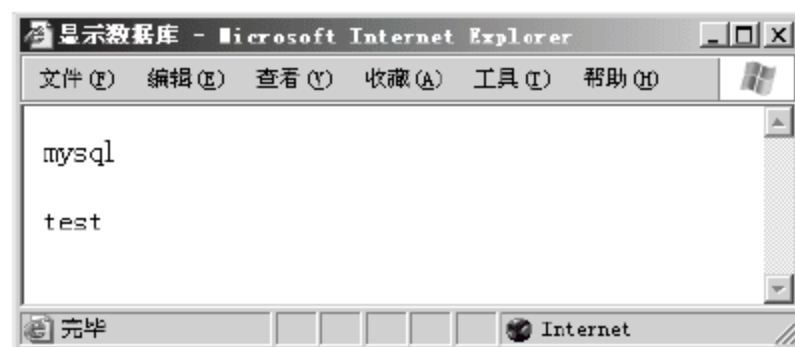 显示数据库 - Microsoft Internet Explorer
文件(F) 编辑(E) 查看(V) 收藏(A) 工具(T) 帮助(H)
mysql
test
完毕 Internet